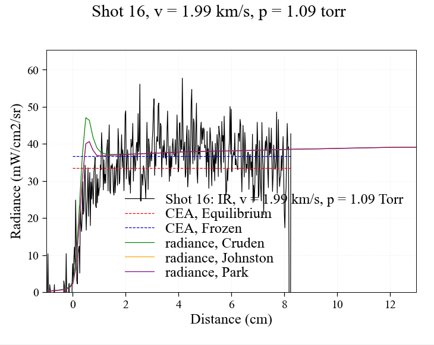 Shot 16, v = 1.99 km/s, p = 1.09 torr
60
50
40
30
20
10
0
Radiance (mW/cm2/sr)
Shot 16: IR, v = 1.99 km/s, p = 1.09 Torr
CEA, Equilibrium
CEA, Frozen
radiance, Cruden
radiance, Johnston
radiance, Park
0 2 4 6 8 10 12
Distance (cm)